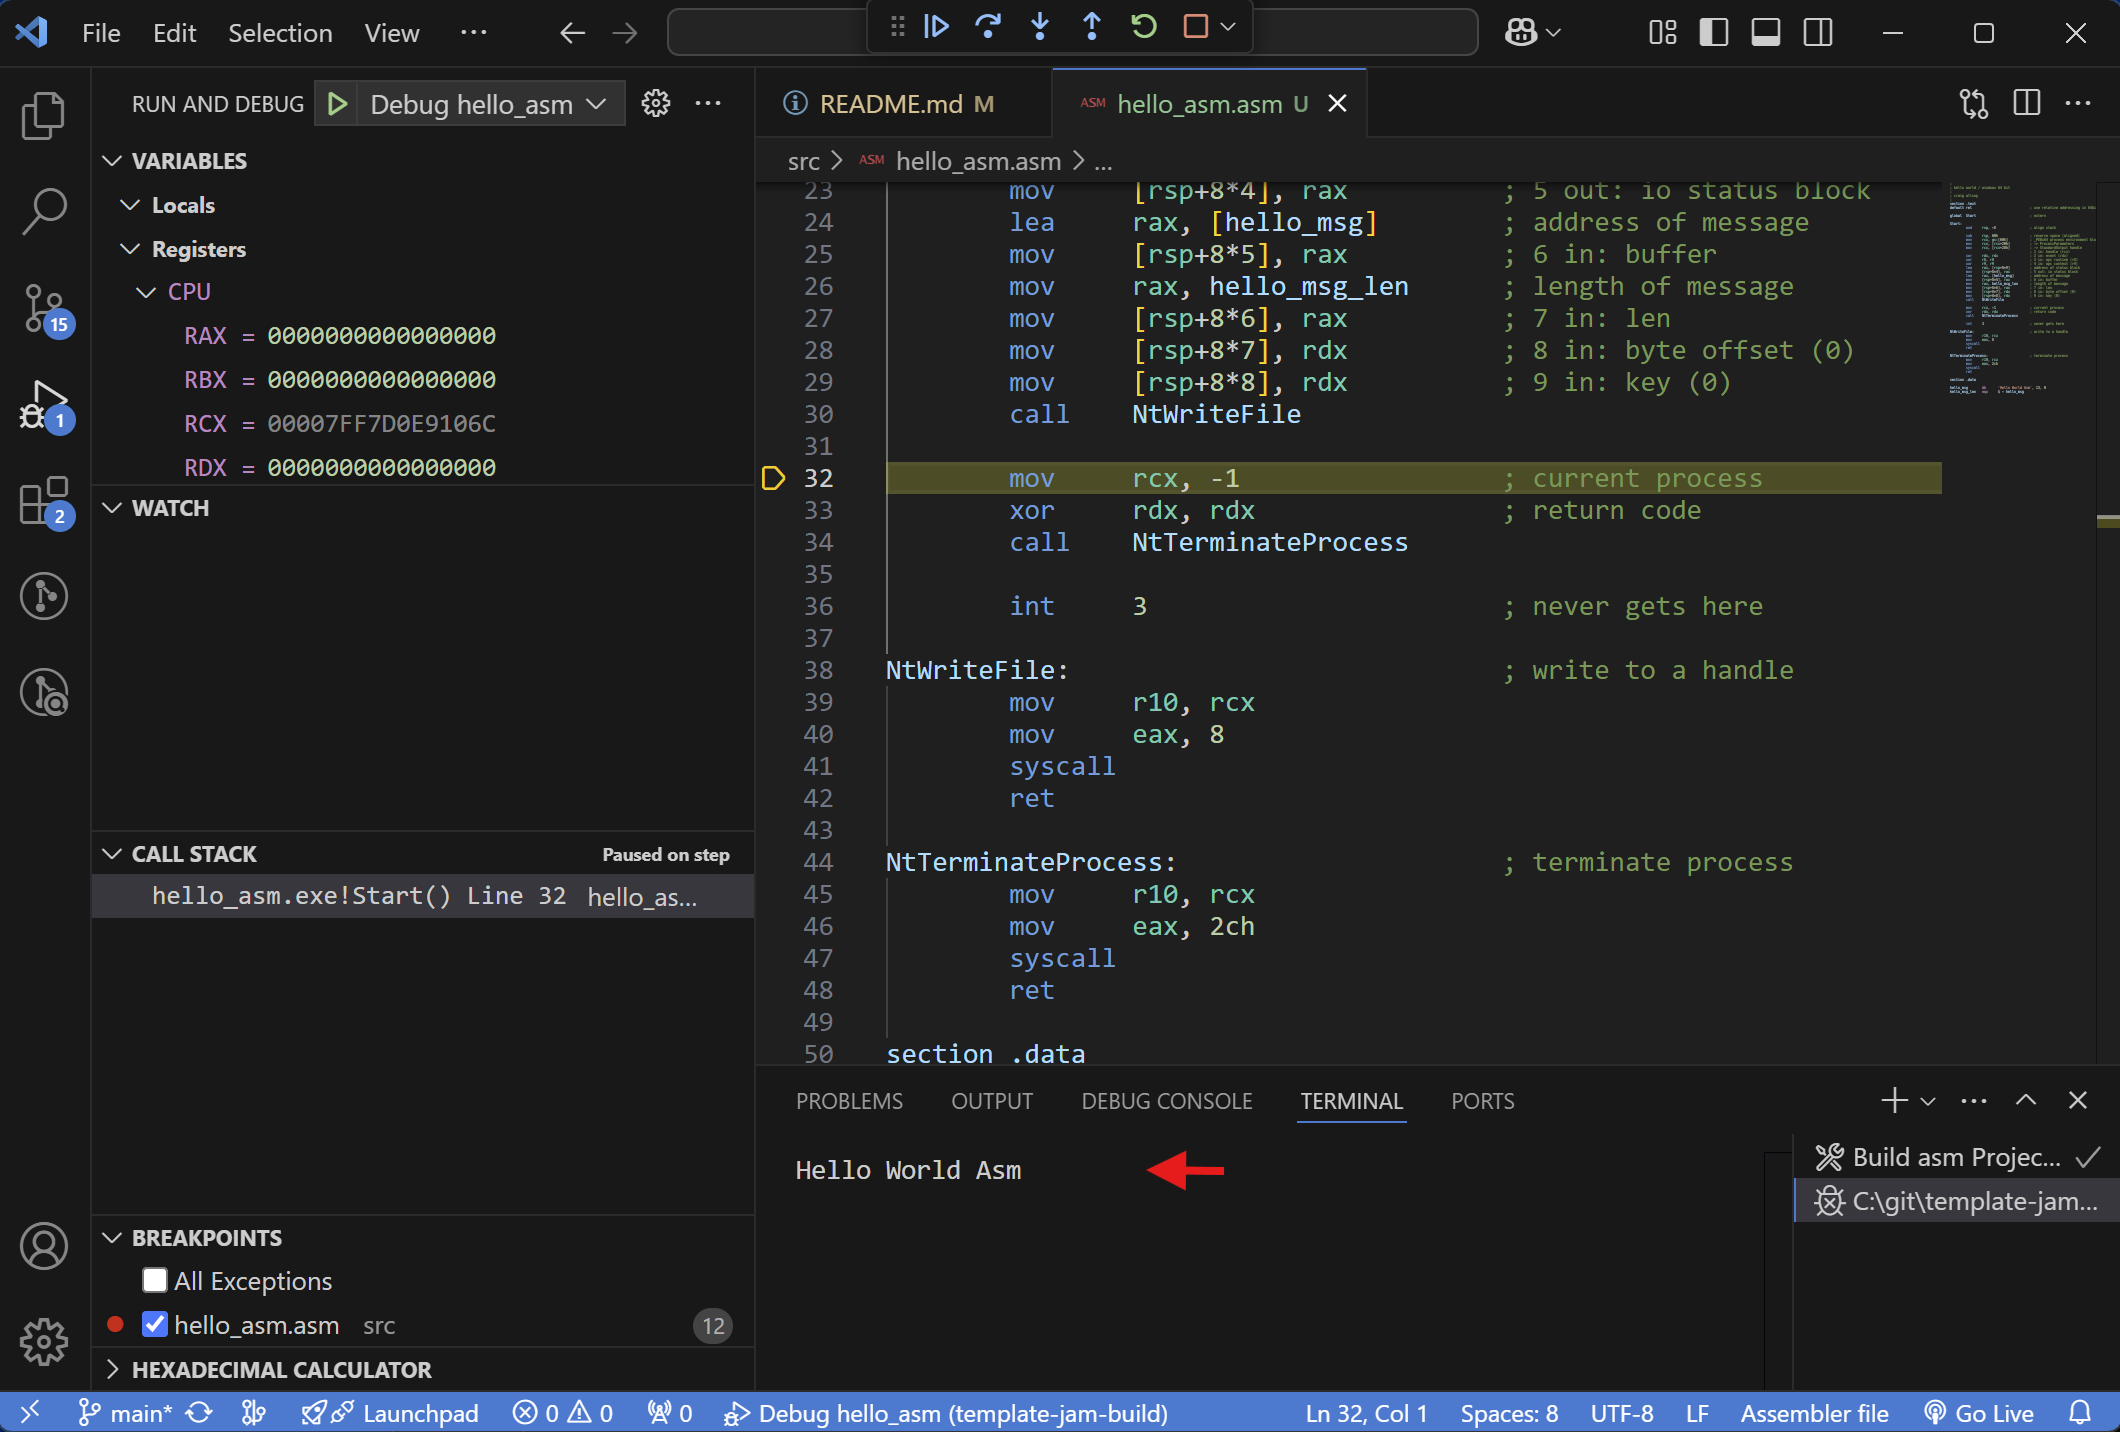 File Edit Selection View ...
RUN AND DEBUG Debug hello_asm
VARIABLES
Locals
Registers
CPU
RAX = 0000000000000000
RBX = 0000000000000000
RCX = 00007FF7D0E9106C
RDX = 0000000000000000
WATCH
CALL STACK Paused on step
hello_asm.exe!Start() Line 32 hello_as...
BREAKPOINTS
All Exceptions
hello_asm.asm src 12
HEXADECIMAL CALCULATOR
15
1
2
README.md M
ASM hello_asm.asm U
src > ASM hello_asm.asm > ...
23 mov [rsp+8*4], rax ; 5 out: io status block
24 lea rax, [hello_msg] ; address of message
25 mov [rsp+8*5], rax ; 6 in: buffer
26 mov rax, hello_msg_len ; length of message
27 mov [rsp+8*6], rax ; 7 in: len
28 mov [rsp+8*7], rdx ; 8 in: byte offset (0)
29 mov [rsp+8*8], rdx ; 9 in: key (0)
30 call NtWriteFile
31
32 mov rcx, -1 ; current process
33 xor rdx, rdx ; return code
34 call NtTerminateProcess
35
36 int 3 ; never gets here
37
38 NtWriteFile: ; write to a handle
39 mov r10, rcx
40 mov eax, 8
41 syscall
42 ret
43
44 NtTerminateProcess: ; terminate process
45 mov r10, rcx
46 mov eax, 2ch
47 syscall
48 ret
49
50 section .data
PROBLEMS OUTPUT DEBUG CONSOLE TERMINAL PORTS
Hello World Asm
Build asm Projec...
C:\git\template-jam...
main* Launchpad 0 0 0 Debug hello_asm (template-jam-build) Ln 32, Col 1 Spaces: 8 UTF-8 LF Assembler file Go Live